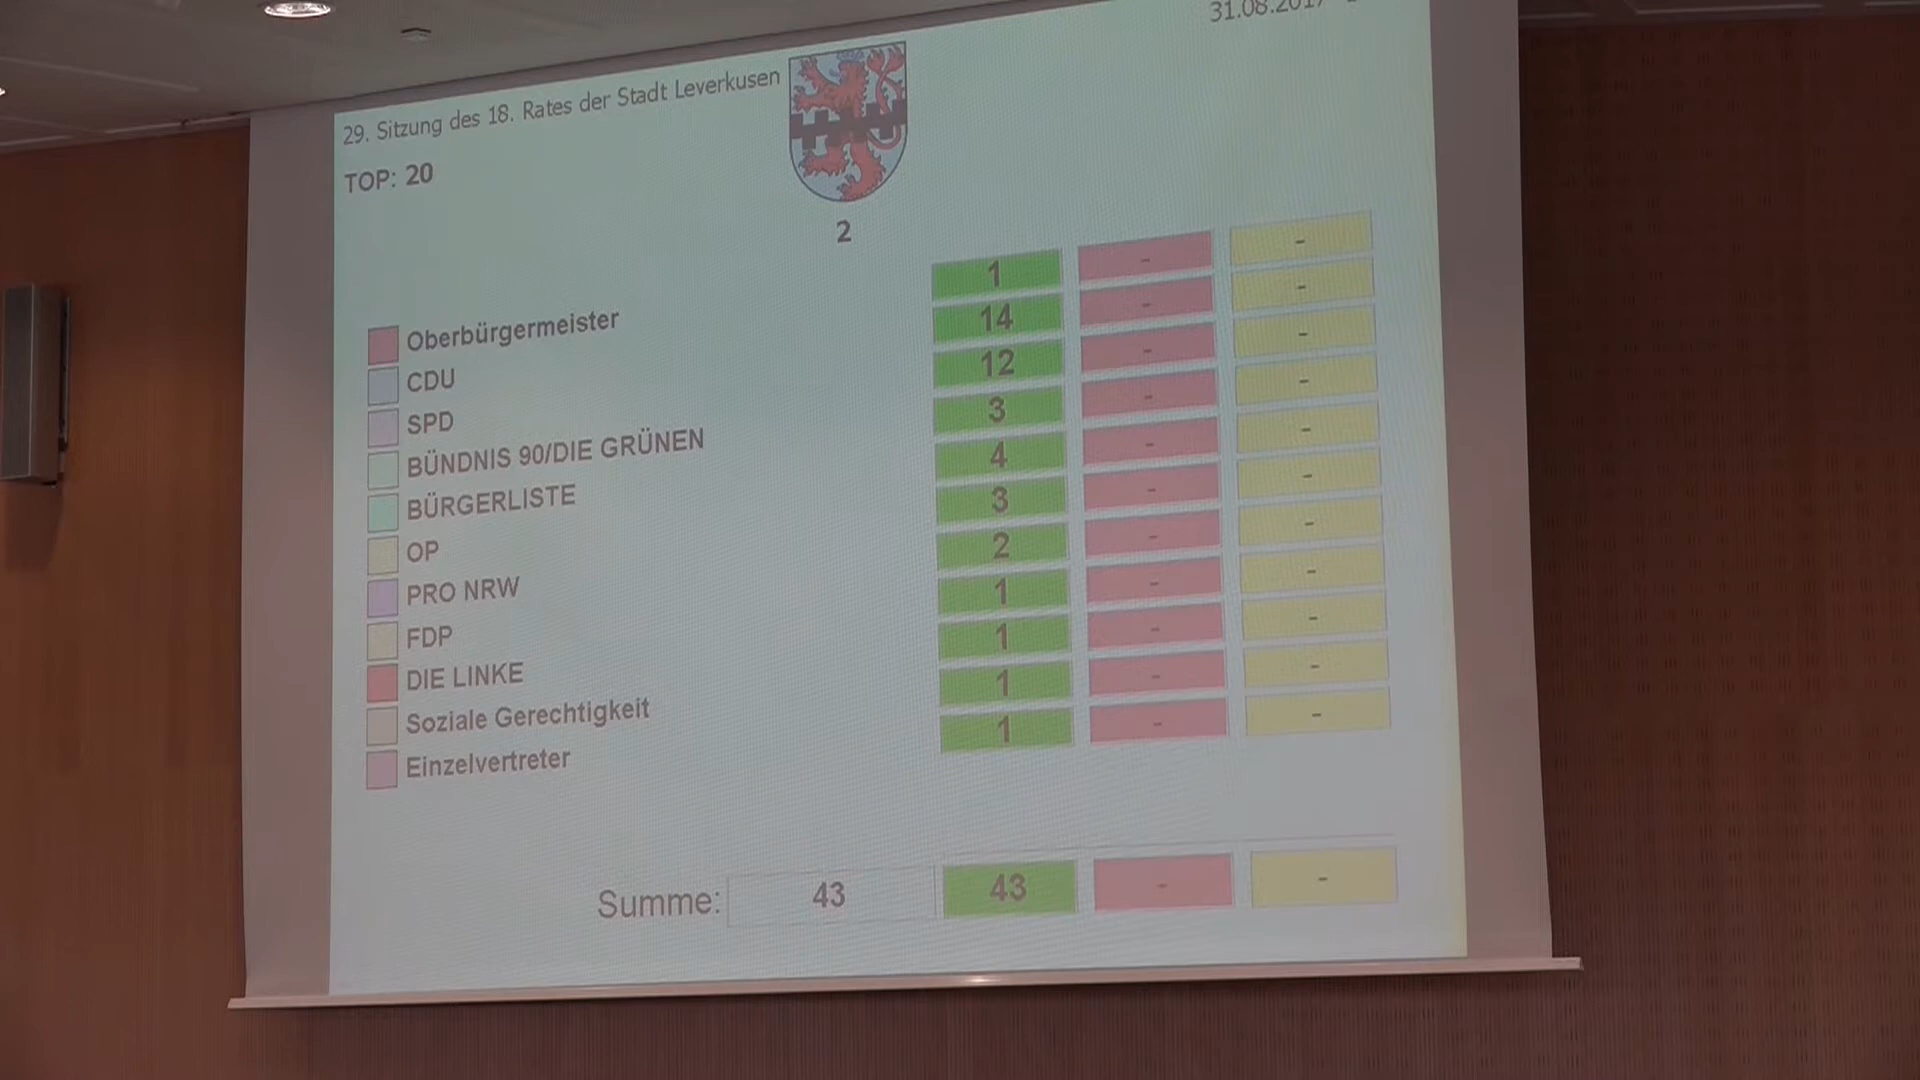 31.08.2017
29. Sitzung des 18. Rates der Stadt Leverkusen
TOP: 20
2
Oberbürgermeister 1 - -
CDU 14 - -
SPD 12 - -
BÜNDNIS 90/DIE GRÜNEN 3 - -
BÜRGERLISTE 4 - -
OP 3 - -
PRO NRW 2 - -
FDP 1 - -
DIE LINKE 1 - -
Soziale Gerechtigkeit 1 - -
Einzelvertreter 1 - -
Summe: 43 43 - -